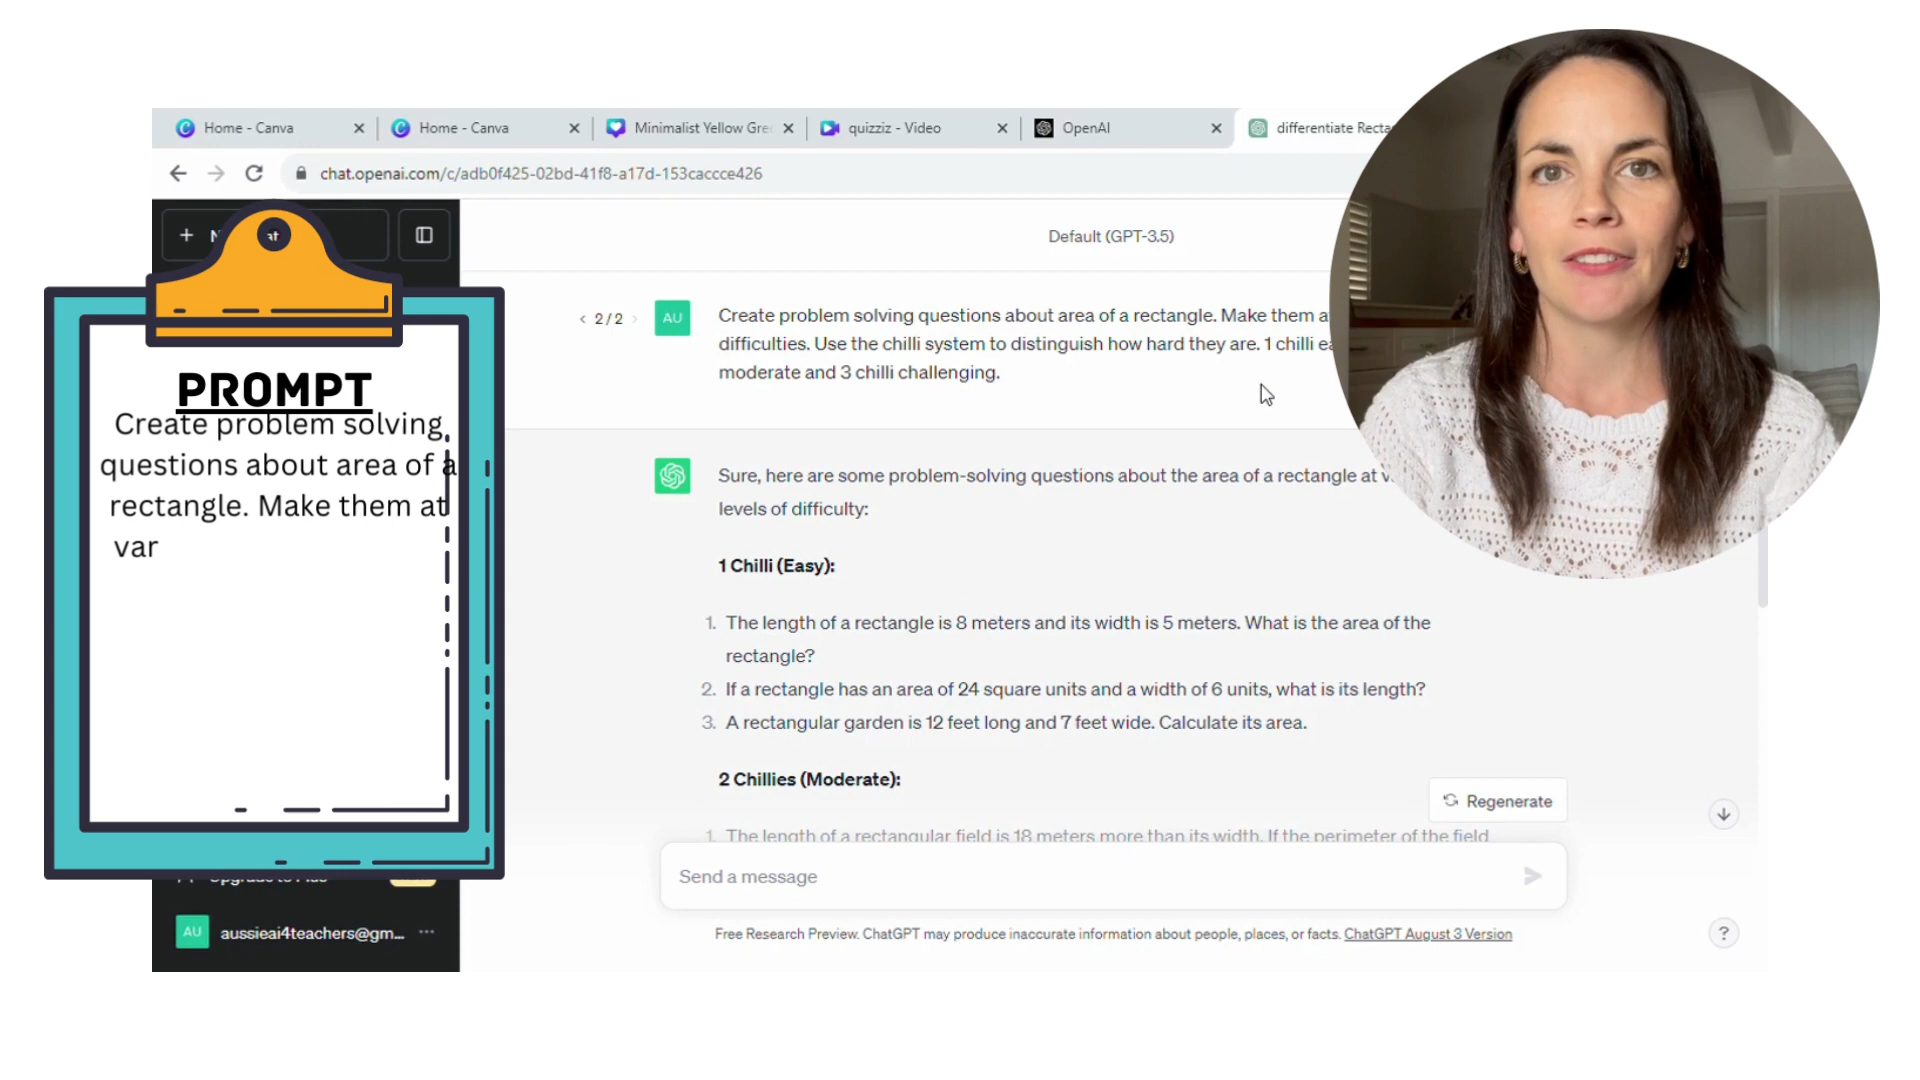 Home - Canva
Home - Canva
Minimalist Yellow Gre
quizziz - Video
OpenAI
differentiate Recta
chat.openai.com/c/adb0f425-02bd-41f8-a17d-153caccce426
+ N at
Default (GPT-3.5)
< 2/2 >
AU
Create problem solving questions about area of a rectangle. Make them a
difficulties. Use the chilli system to distinguish how hard they are. 1 chilli ea
moderate and 3 chilli challenging.
PROMPT
Create problem solving
questions about area of a
rectangle. Make them at
var
Sure, here are some problem-solving questions about the area of a rectangle at v
levels of difficulty:
1 Chilli (Easy):
1. The length of a rectangle is 8 meters and its width is 5 meters. What is the area of the
rectangle?
2. If a rectangle has an area of 24 square units and a width of 6 units, what is its length?
3. A rectangular garden is 12 feet long and 7 feet wide. Calculate its area.
2 Chillies (Moderate):
Regenerate
1. The length of a rectangular field is 18 meters more than its width. If the perimeter of the field
Send a message
Upgrade to Plus
AU
aussieai4teachers@gm... ...
Free Research Preview. ChatGPT may produce inaccurate information about people, places, or facts. ChatGPT August 3 Version
?